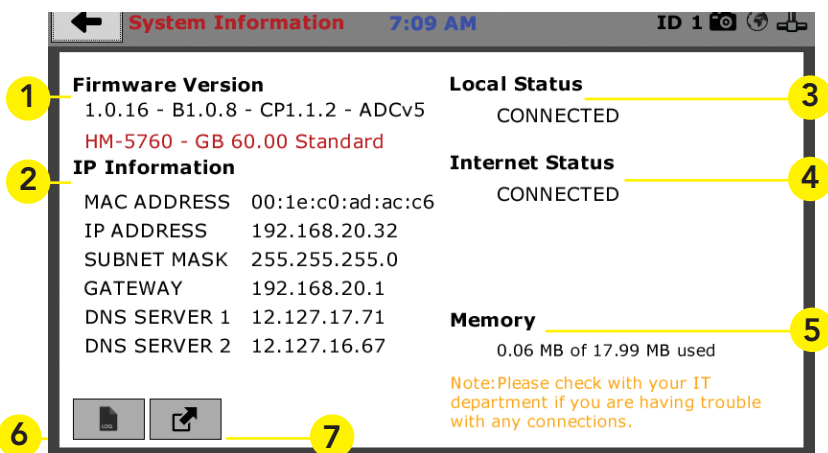 System Information 7:09 AM ID 1
1 Firmware Version
1.0.16 - B1.0.8 - CP1.1.2 - ADCv5
HM-5760 - GB 60.00 Standard
2 IP Information
MAC ADDRESS 00:1e:c0:ad:ac:c6
IP ADDRESS 192.168.20.32
SUBNET MASK 255.255.255.0
GATEWAY 192.168.20.1
DNS SERVER 1 12.127.17.71
DNS SERVER 2 12.127.16.67
LOG
6
7
Local Status 3
CONNECTED
Internet Status 4
CONNECTED
Memory 5
0.06 MB of 17.99 MB used
Note:Please check with your IT
department if you are having trouble
with any connections.